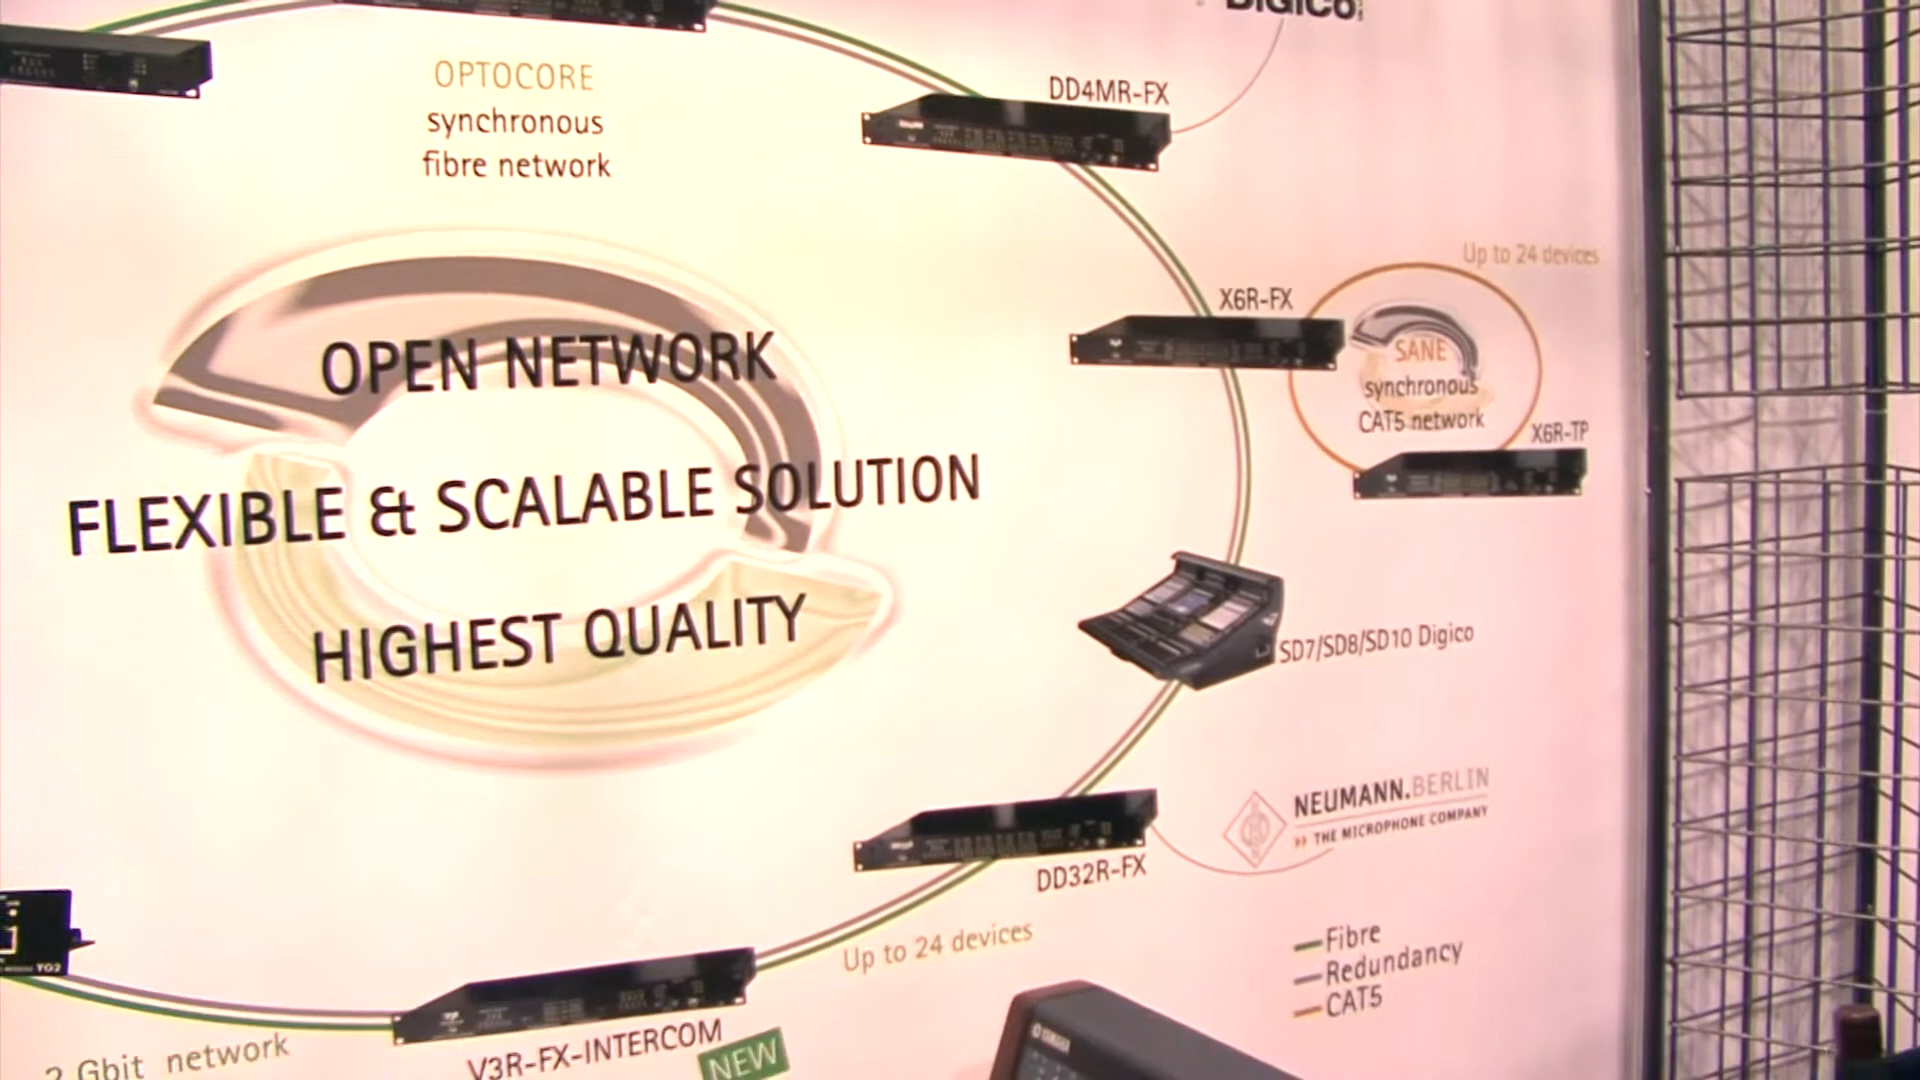 DiGiCo
OPTOCORE
synchronous
fibre network
DD4MR-FX
Up to 24 devices
X6R-FX
SANE
synchronous
CAT5 network
X6R-TP
OPEN NETWORK
FLEXIBLE & SCALABLE SOLUTION
HIGHEST QUALITY
SD7/SD8/SD10 Digico
NEUMANN.BERLIN
THE MICROPHONE COMPANY
DD32R-FX
Up to 24 devices
Fibre
Redundancy
CAT5
TG2
2 Gbit network
V3R-FX-INTERCOM
NEW
YAMAHA